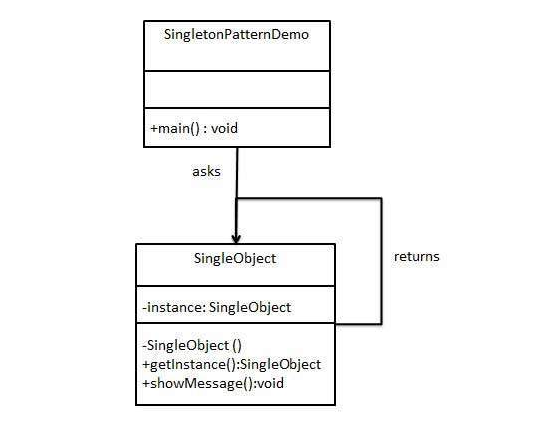 SingletonPatternDemo
+main() : void
asks
SingleObject
returns
-instance: SingleObject
-SingleObject ()
+getInstance():SingleObject
+showMessage():void